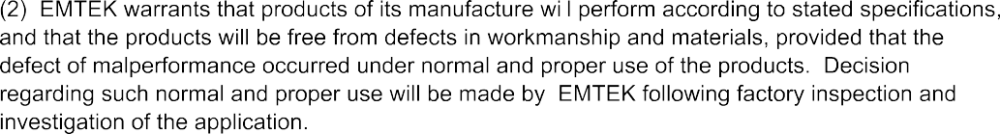 (2)  EMTEK warrants that products of its manufacture wi l perform according to stated specifications,
and that the products will be free from defects in workmanship and materials, provided that the
defect of malperformance occurred under normal and proper use of the products.  Decision
regarding such normal and proper use will be made by  EMTEK following factory inspection and
investigation of the application.